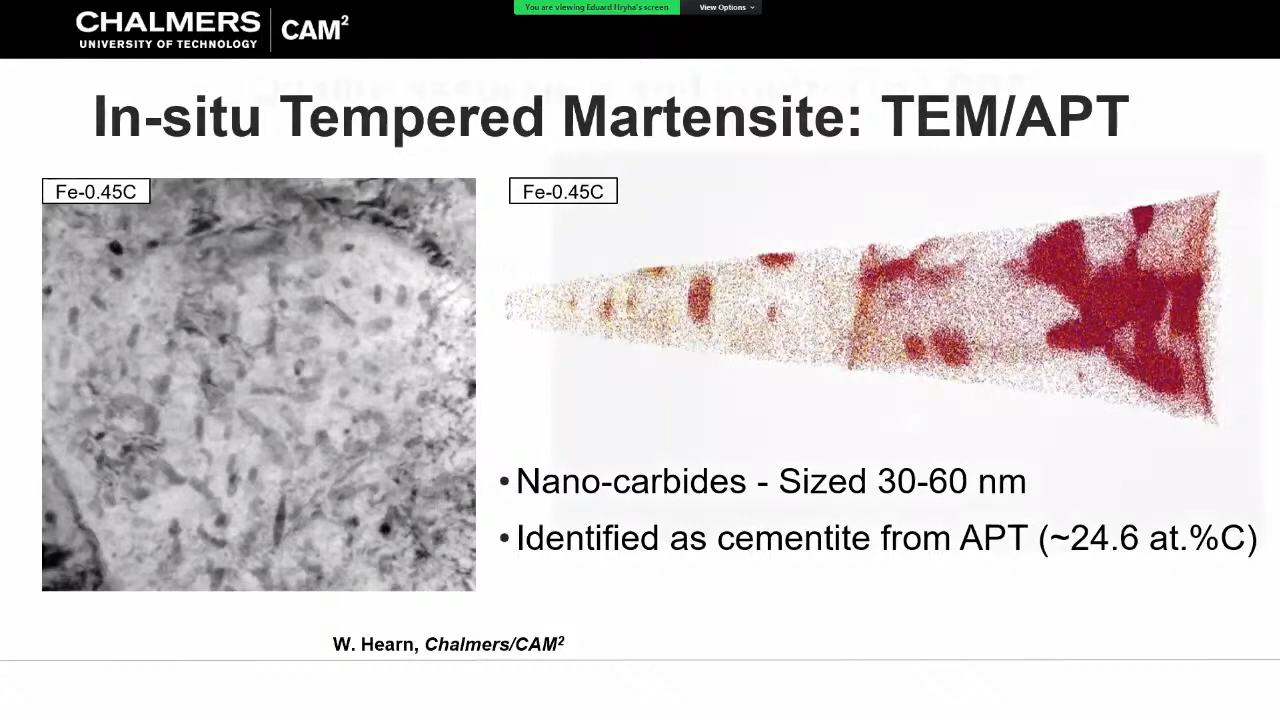 You are viewing Eduard Hryha's screen
View Options
CHALMERS
UNIVERSITY OF TECHNOLOGY
CAM²
In-situ Tempered Martensite: TEM/APT
Fe-0.45C
Fe-0.45C
•Nano-carbides - Sized 30-60 nm
•Identified as cementite from APT (~24.6 at.%C)
W. Hearn, Chalmers/CAM²